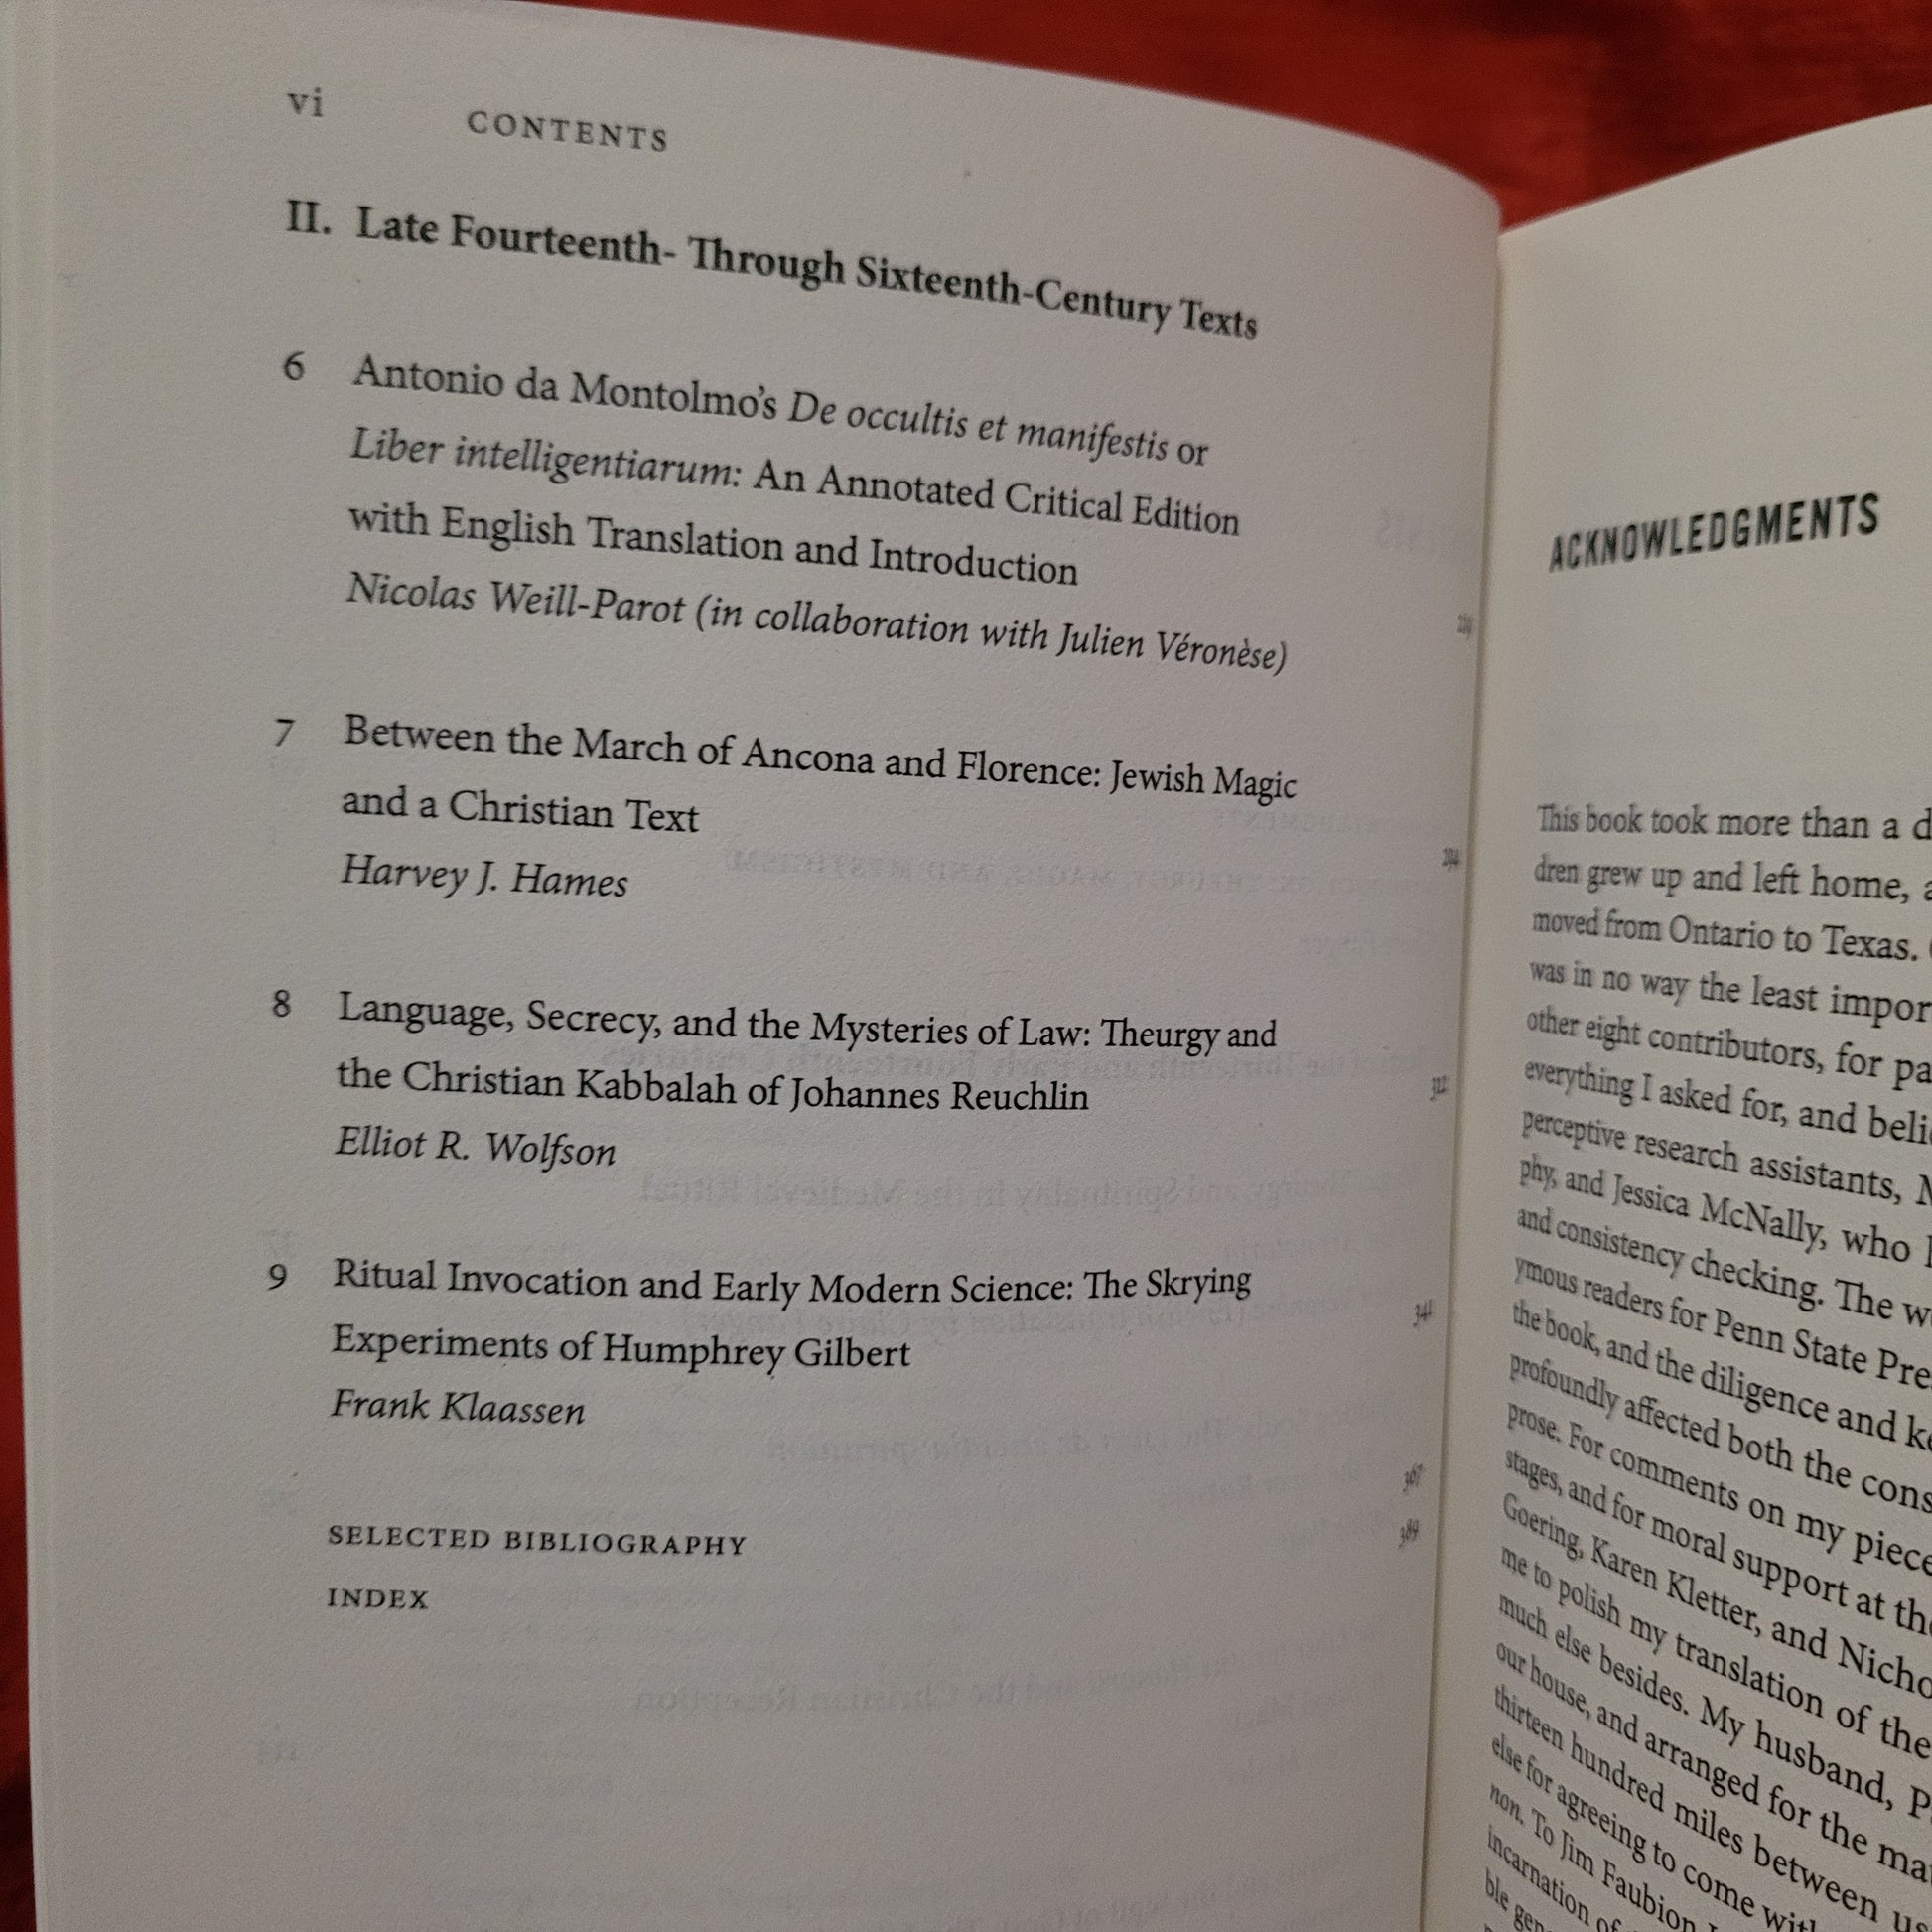 vi CONTENTS
II. Late Fourteenth- Through Sixteenth-Century Texts
6 Antonio da Montolmo’s De occultis et manifestis or
Liber intelligentiarum: An Annotated Critical Edition
with English Translation and Introduction
Nicolas Weill-Parot (in collaboration with Julien Véronèse)
7 Between the March of Ancona and Florence: Jewish Magic
and a Christian Text
Harvey J. Hames
8 Language, Secrecy, and the Mysteries of Law: Theurgy and
the Christian Kabbalah of Johannes Reuchlin
Elliot R. Wolfson
9 Ritual Invocation and Early Modern Science: The Skrying
Experiments of Humphrey Gilbert
Frank Klaassen
341
SELECTED BIBLIOGRAPHY 367
INDEX 389
ACKNOWLEDGMENTS
This book took more than a
dren grew up and left home,
moved from Ontario to Texas.
was in no way the least
other eight contributors, for
everything I asked for, and
perceptive research assistants,
phy, and Jessica McNally, who
and consistency checking. The
ymous readers for Penn State
the book, and the diligence and
profoundly affected both the
prose. For comments on my piece
stages, and for moral support at
Goering, Karen Kletter, and
me to polish my translation of the
much else besides. My husband,
our house, and arranged for the
thirteen hundred miles between
else for agreeing to come
non. To Jim Faubion
incarnation of
ble